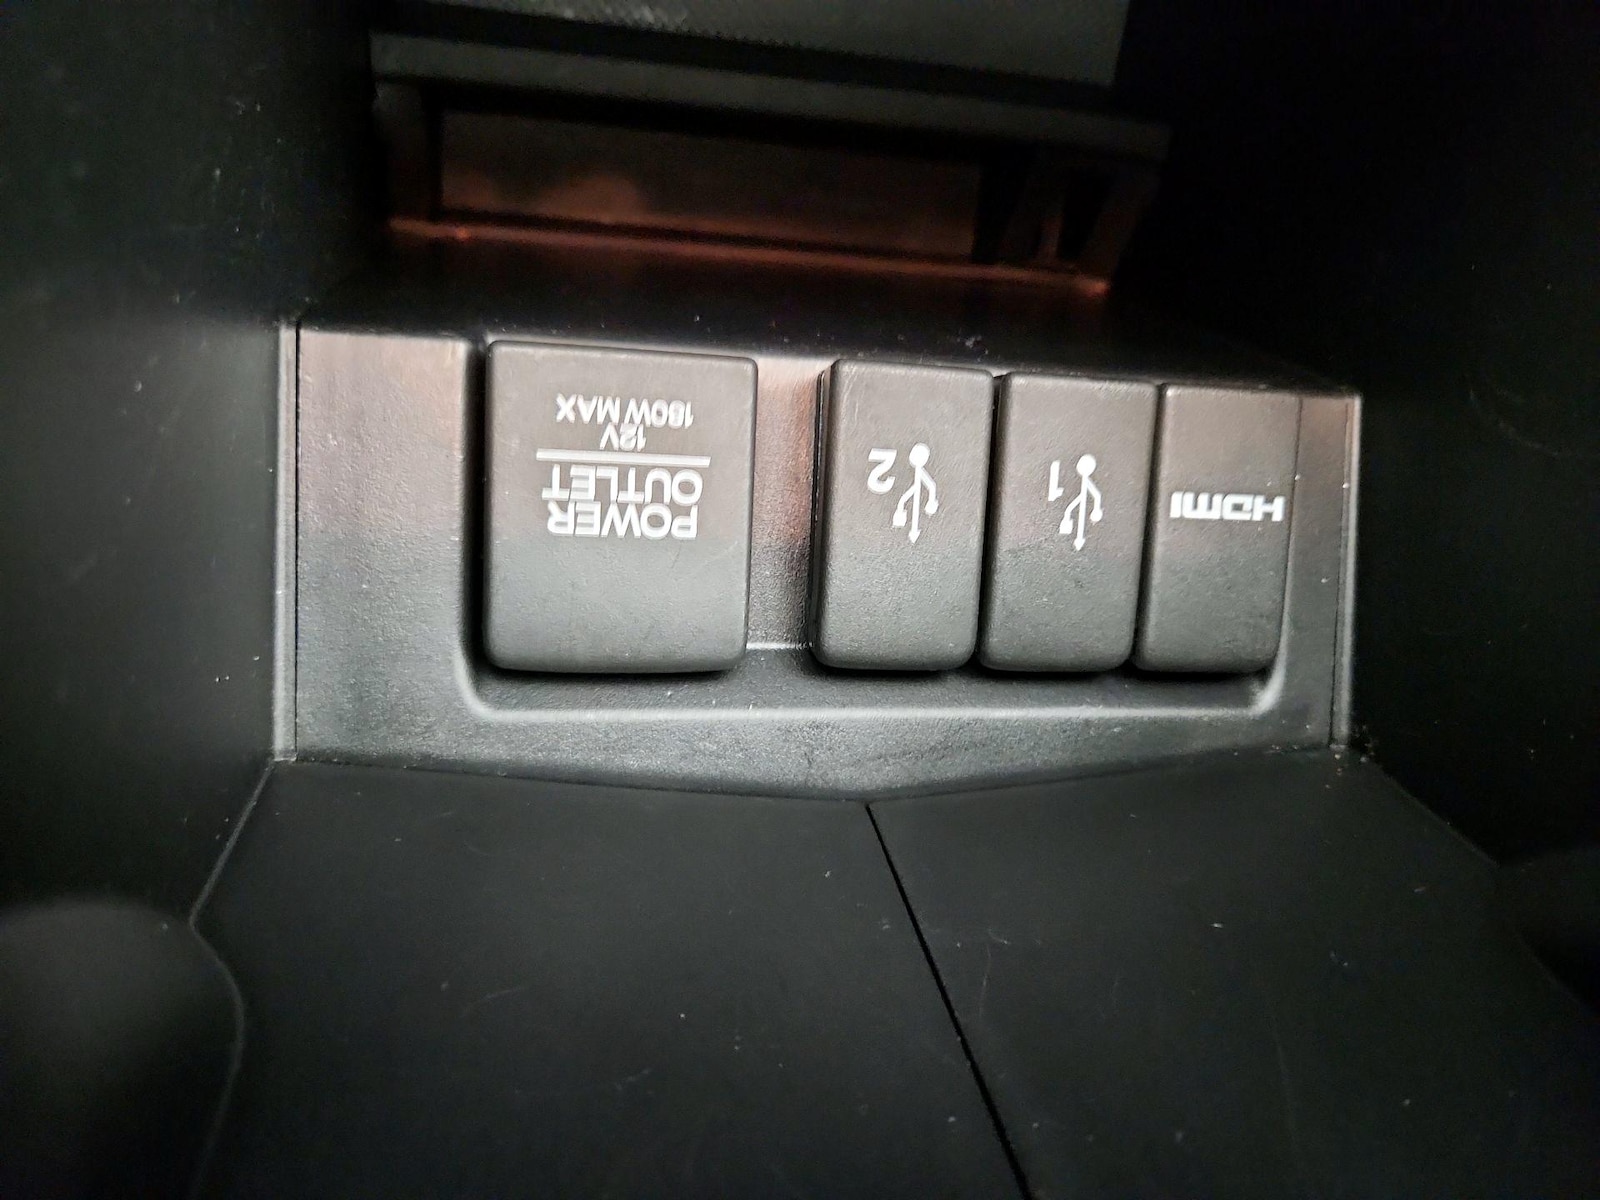 POWER
OUTLET
12V
180W MAX
2
1
HDMI